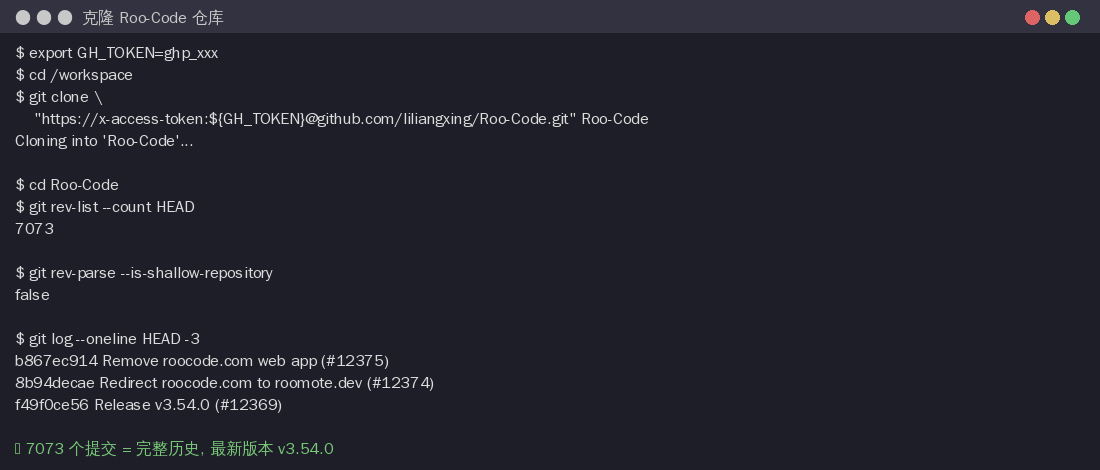 克隆 Roo-Code 仓库
$ export GH_TOKEN=ghp_xxx
$ cd /workspace
$ git clone \
"https://x-access-token:${GH_TOKEN}@github.com/liliangxing/Roo-Code.git" Roo-Code
Cloning into 'Roo-Code'...
$ cd Roo-Code
$ git rev-list --count HEAD
7073
$ git rev-parse --is-shallow-repository
false
$ git log --oneline HEAD -3
b867ec914 Remove roocode.com web app (#12375)
8b94decae Redirect roocode.com to roomote.dev (#12374)
f49f0ce56 Release v3.54.0 (#12369)
7073 个提交 = 完整历史, 最新版本 v3.54.0